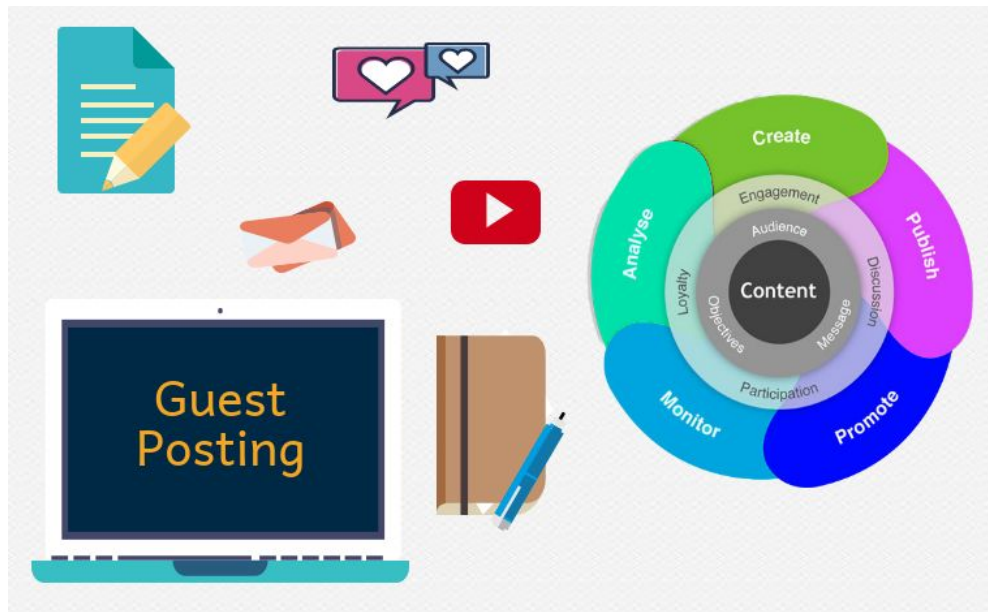 Guest
Posting
Create
Publish
Promote
Monitor
Analyse
Engagement
Discussion
Participation
Loyalty
Audience
Message
Objectives
Content